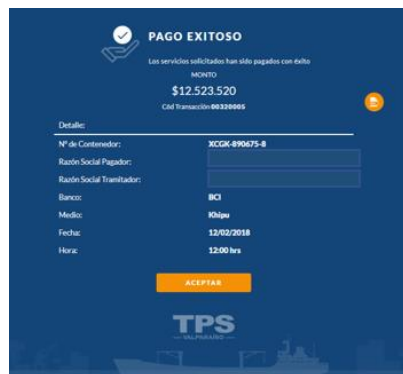 PAGO EXITOSO
Los servicios solicitados han sido pagados con éxito
MONTO
$12.523.520
Cód Transacción 00320005
Detalle:
Nº de Contenedor: XCGK-890675-8
Razón Social Pagador:
Razón Social Tramitador:
Banco: BCI
Medio: Khipu
Fecha: 12/02/2018
Hora: 12:00 hrs
ACEPTAR
TPS
VALPARAÍSO